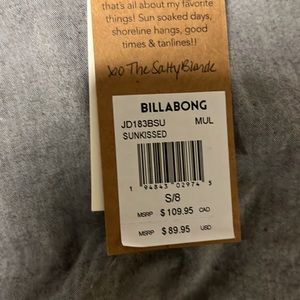 that's all about my favorite
things! Sun soaked days,
shoreline hangs, good
times & tanlines!!
xoo The Salty Blonde
BILLABONG
JD183BSU MUL
SUNKISSED
1 94843 02974 5
S/8
MSRP $109.95 CAD
MSRP $89.95 USD